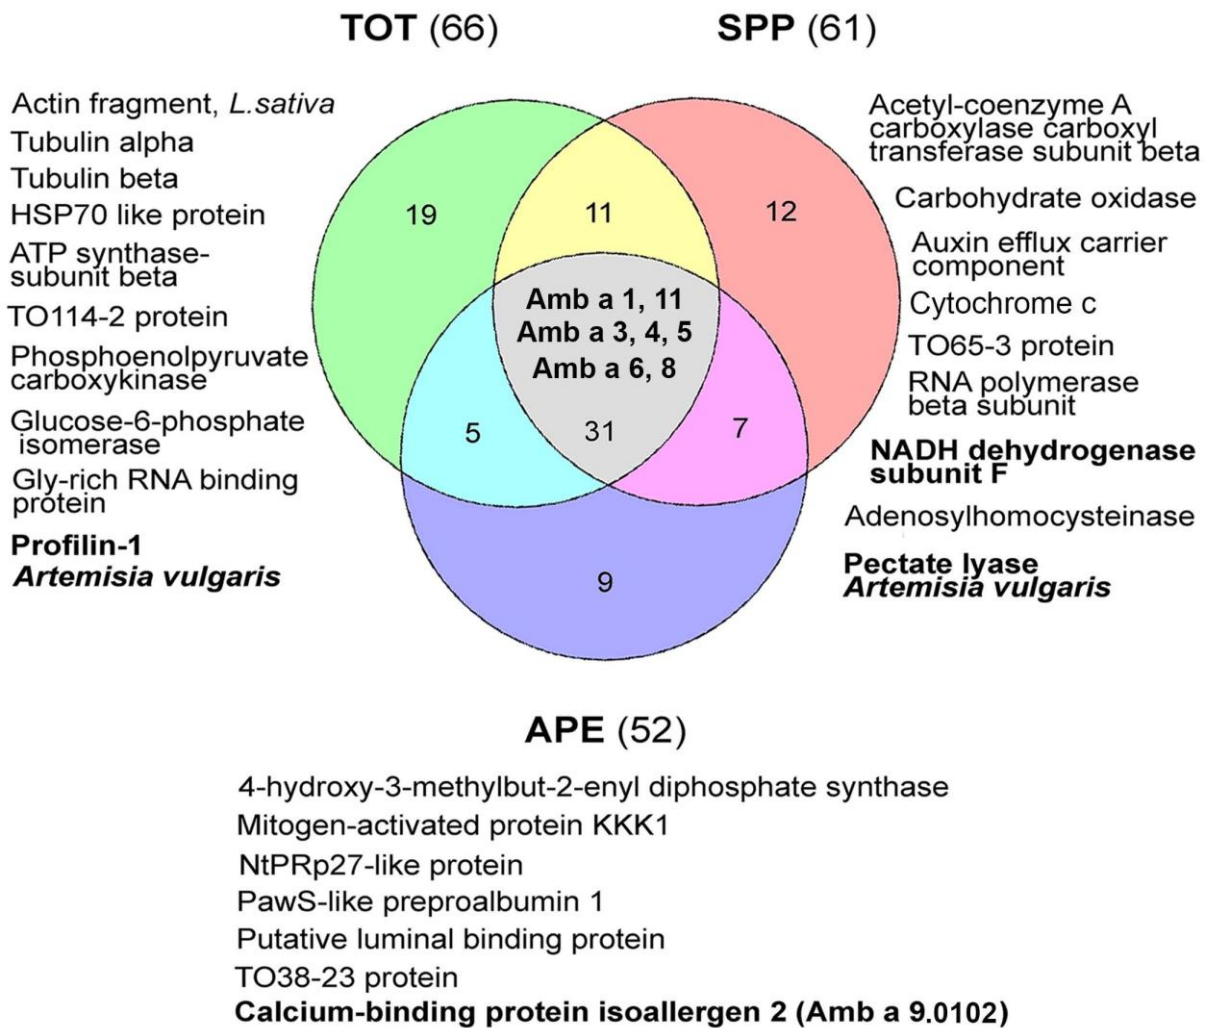 TOT (66)
SPP (61)
Actin fragment, L.sativa
Tubulin alpha
Tubulin beta
HSP70 like protein
ATP synthase-
subunit beta
TO114-2 protein
Phosphoenolpyruvate
carboxykinase
Glucose-6-phosphate
isomerase
Gly-rich RNA binding
protein
Profilin-1
Artemisia vulgaris
19
11
12
Amb a 1, 11
Amb a 3, 4, 5
Amb a 6, 8
5
31
7
9
Acetyl-coenzyme A
carboxylase carboxyl
transferase subunit beta
Carbohydrate oxidase
Auxin efflux carrier
component
Cytochrome c
TO65-3 protein
RNA polymerase
beta subunit
NADH dehydrogenase
subunit F
Adenosylhomocysteinase
Pectate lyase
Artemisia vulgaris
APE (52)
4-hydroxy-3-methylbut-2-enyl diphosphate synthase
Mitogen-activated protein KKK1
NtPRp27-like protein
PawS-like preproalbumin 1
Putative luminal binding protein
TO38-23 protein
Calcium-binding protein isoallergen 2 (Amb a 9.0102)